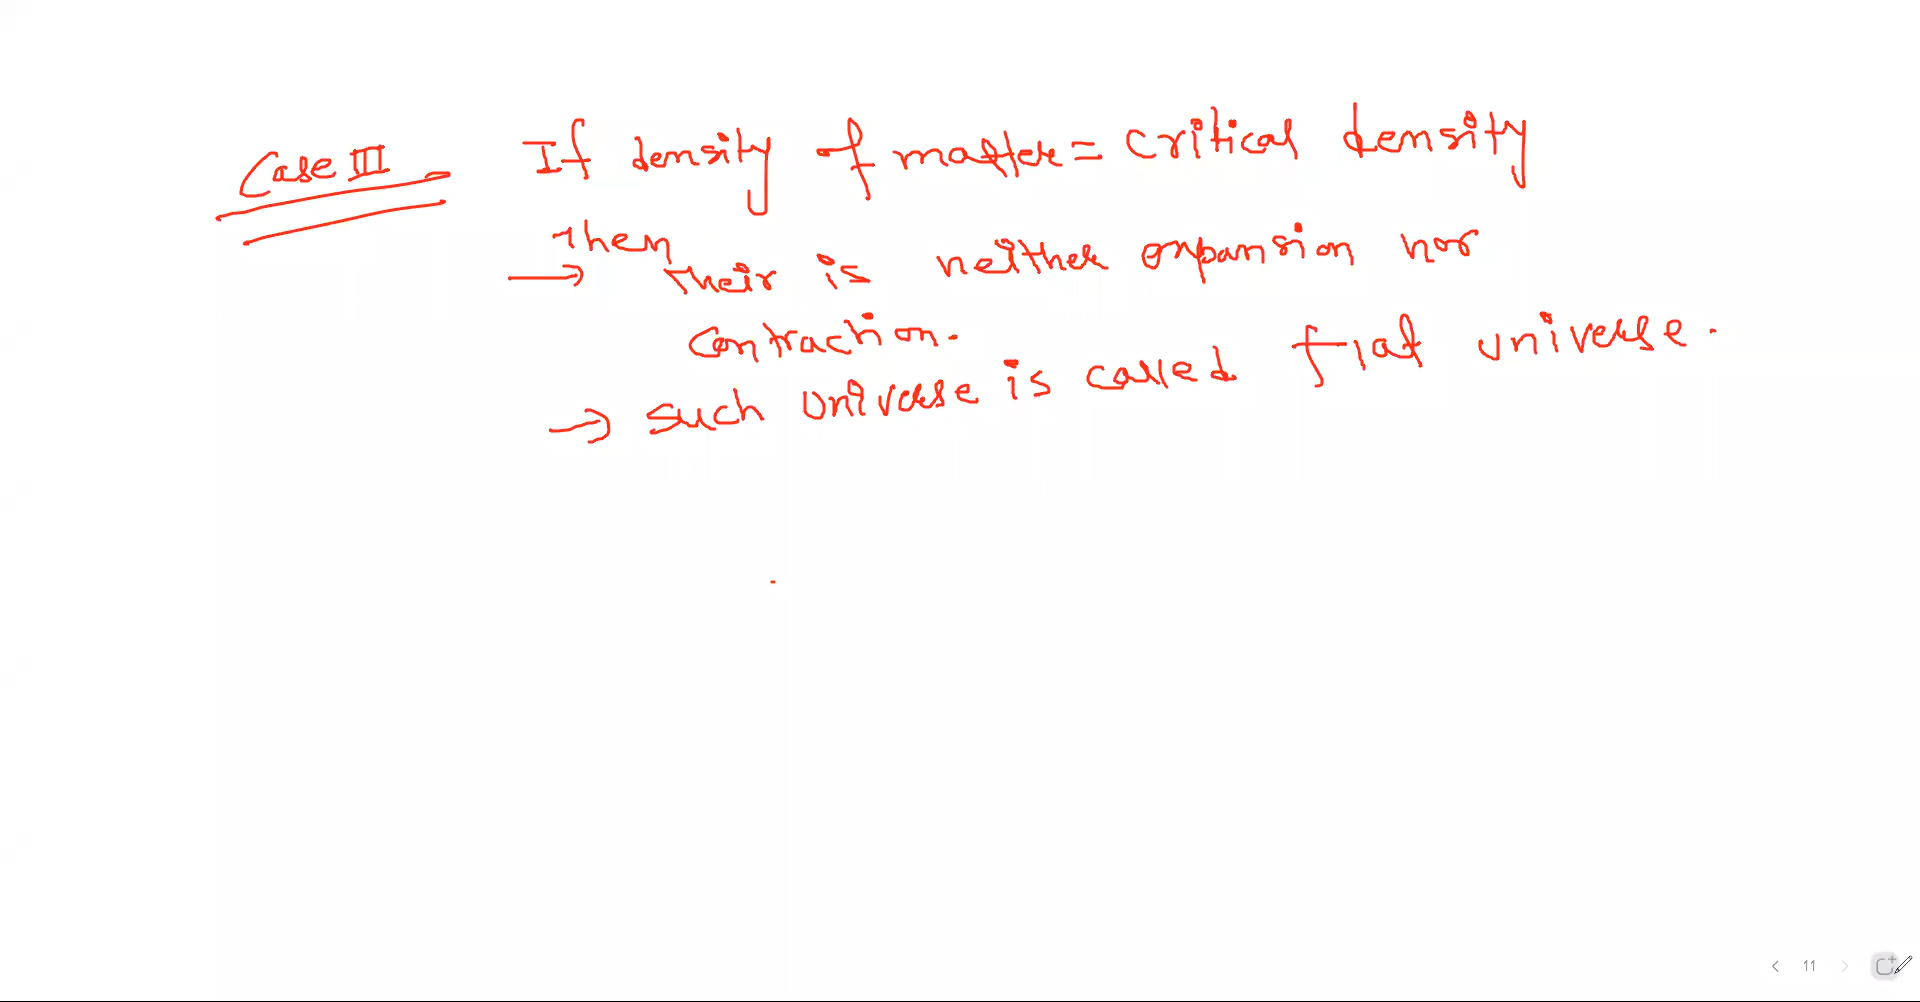 Case III If density of matter = critical density
→ then their is neither expansion nor
contraction.
→ such universe is called flat universe.
11